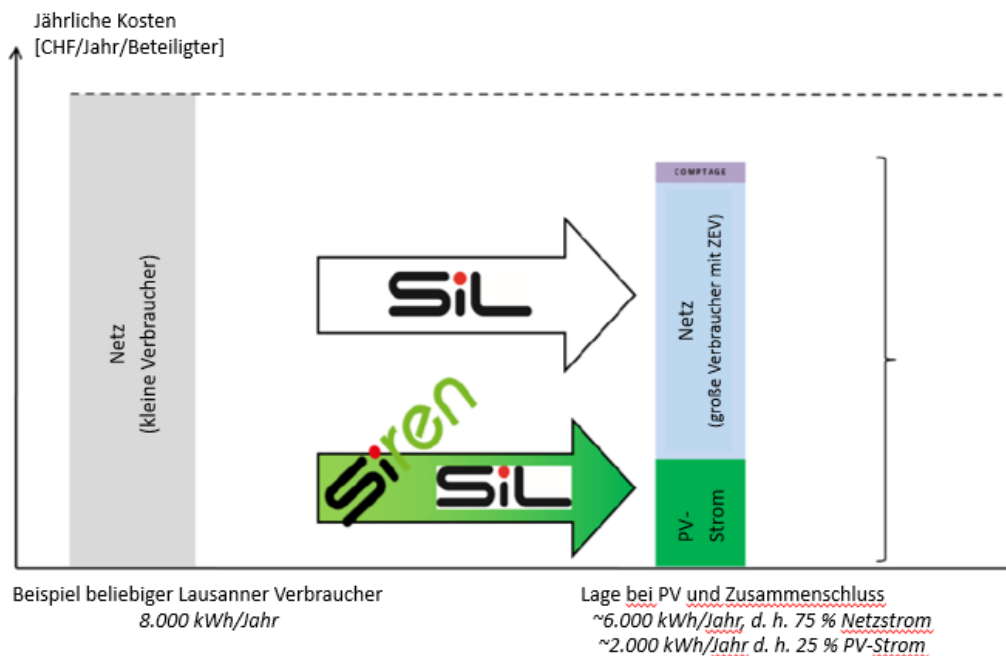 Jährliche Kosten
[CHF/Jahr/Beteiligter]
Netz
(kleine Verbraucher)
SiL
Siren
SiL
COMPTAGE
Netz
(große Verbraucher mit ZEV)
PV-
Strom
Beispiel beliebiger Lausanner Verbraucher
8.000 kWh/Jahr
Lage bei PV und Zusammenschluss
~6.000 kWh/Jahr, d. h. 75 % Netzstrom
~2.000 kWh/Jahr d. h. 25 % PV-Strom